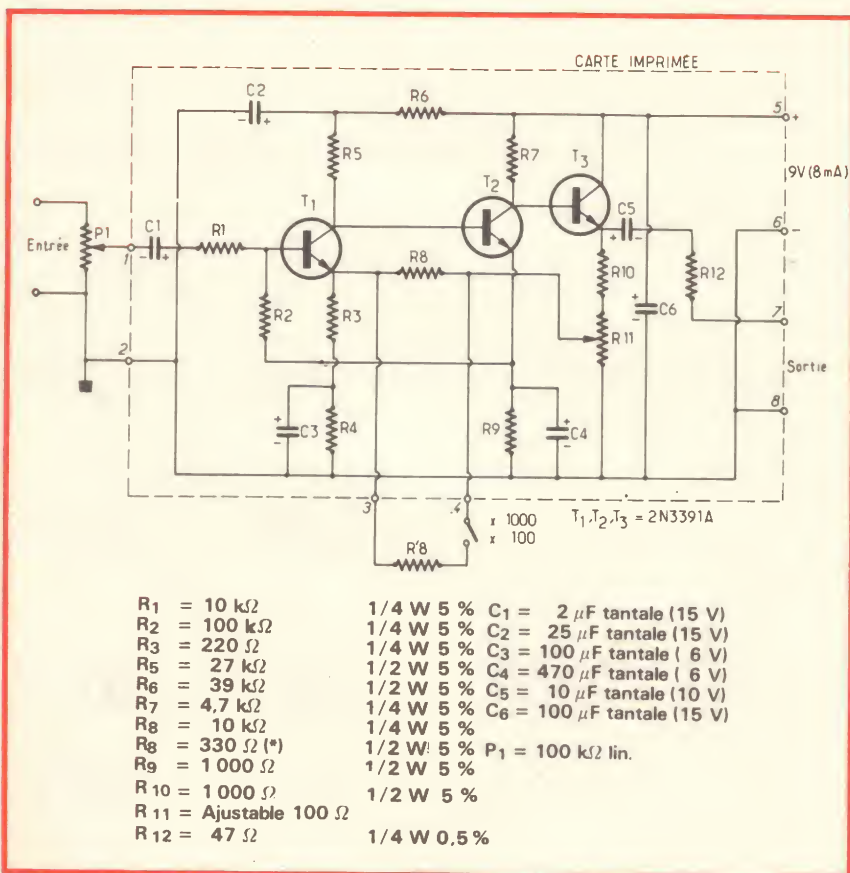 CARTE IMPRIMÉE
C2
R6
5 +
R5
R7
T3
T1
T2
9V (8 mA)
C5
6 -
Entrée
P1
C1
R1
R8
R10
R12
1
R2
R3
C6
R11
7
2
Sortie
C3
R4
R9
C4
8
3
4
x 1000
x 100
T1,T2,T3 = 2N3391A
R'8
R1 = 10 kΩ 1/4 W 5 % C1 = 2 µF tantale (15 V)
R2 = 100 kΩ 1/4 W 5 % C2 = 25 µF tantale (15 V)
R3 = 220 Ω 1/4 W 5 % C3 = 100 µF tantale ( 6 V)
R5 = 27 kΩ 1/2 W 5 % C4 = 470 µF tantale ( 6 V)
R6 = 39 kΩ 1/2 W 5 % C5 = 10 µF tantale (10 V)
R7 = 4,7 kΩ 1/4 W 5 % C6 = 100 µF tantale (15 V)
R8 = 10 kΩ 1/4 W 5 %
R8 = 330 Ω (*) 1/2 W 5 % P1 = 100 kΩ lin.
R9 = 1 000 Ω 1/2 W 5 %
R 10 = 1 000 Ω 1/2 W 5 %
R 11 = Ajustable 100 Ω
R 12 = 47 Ω 1/4 W 0,5 %